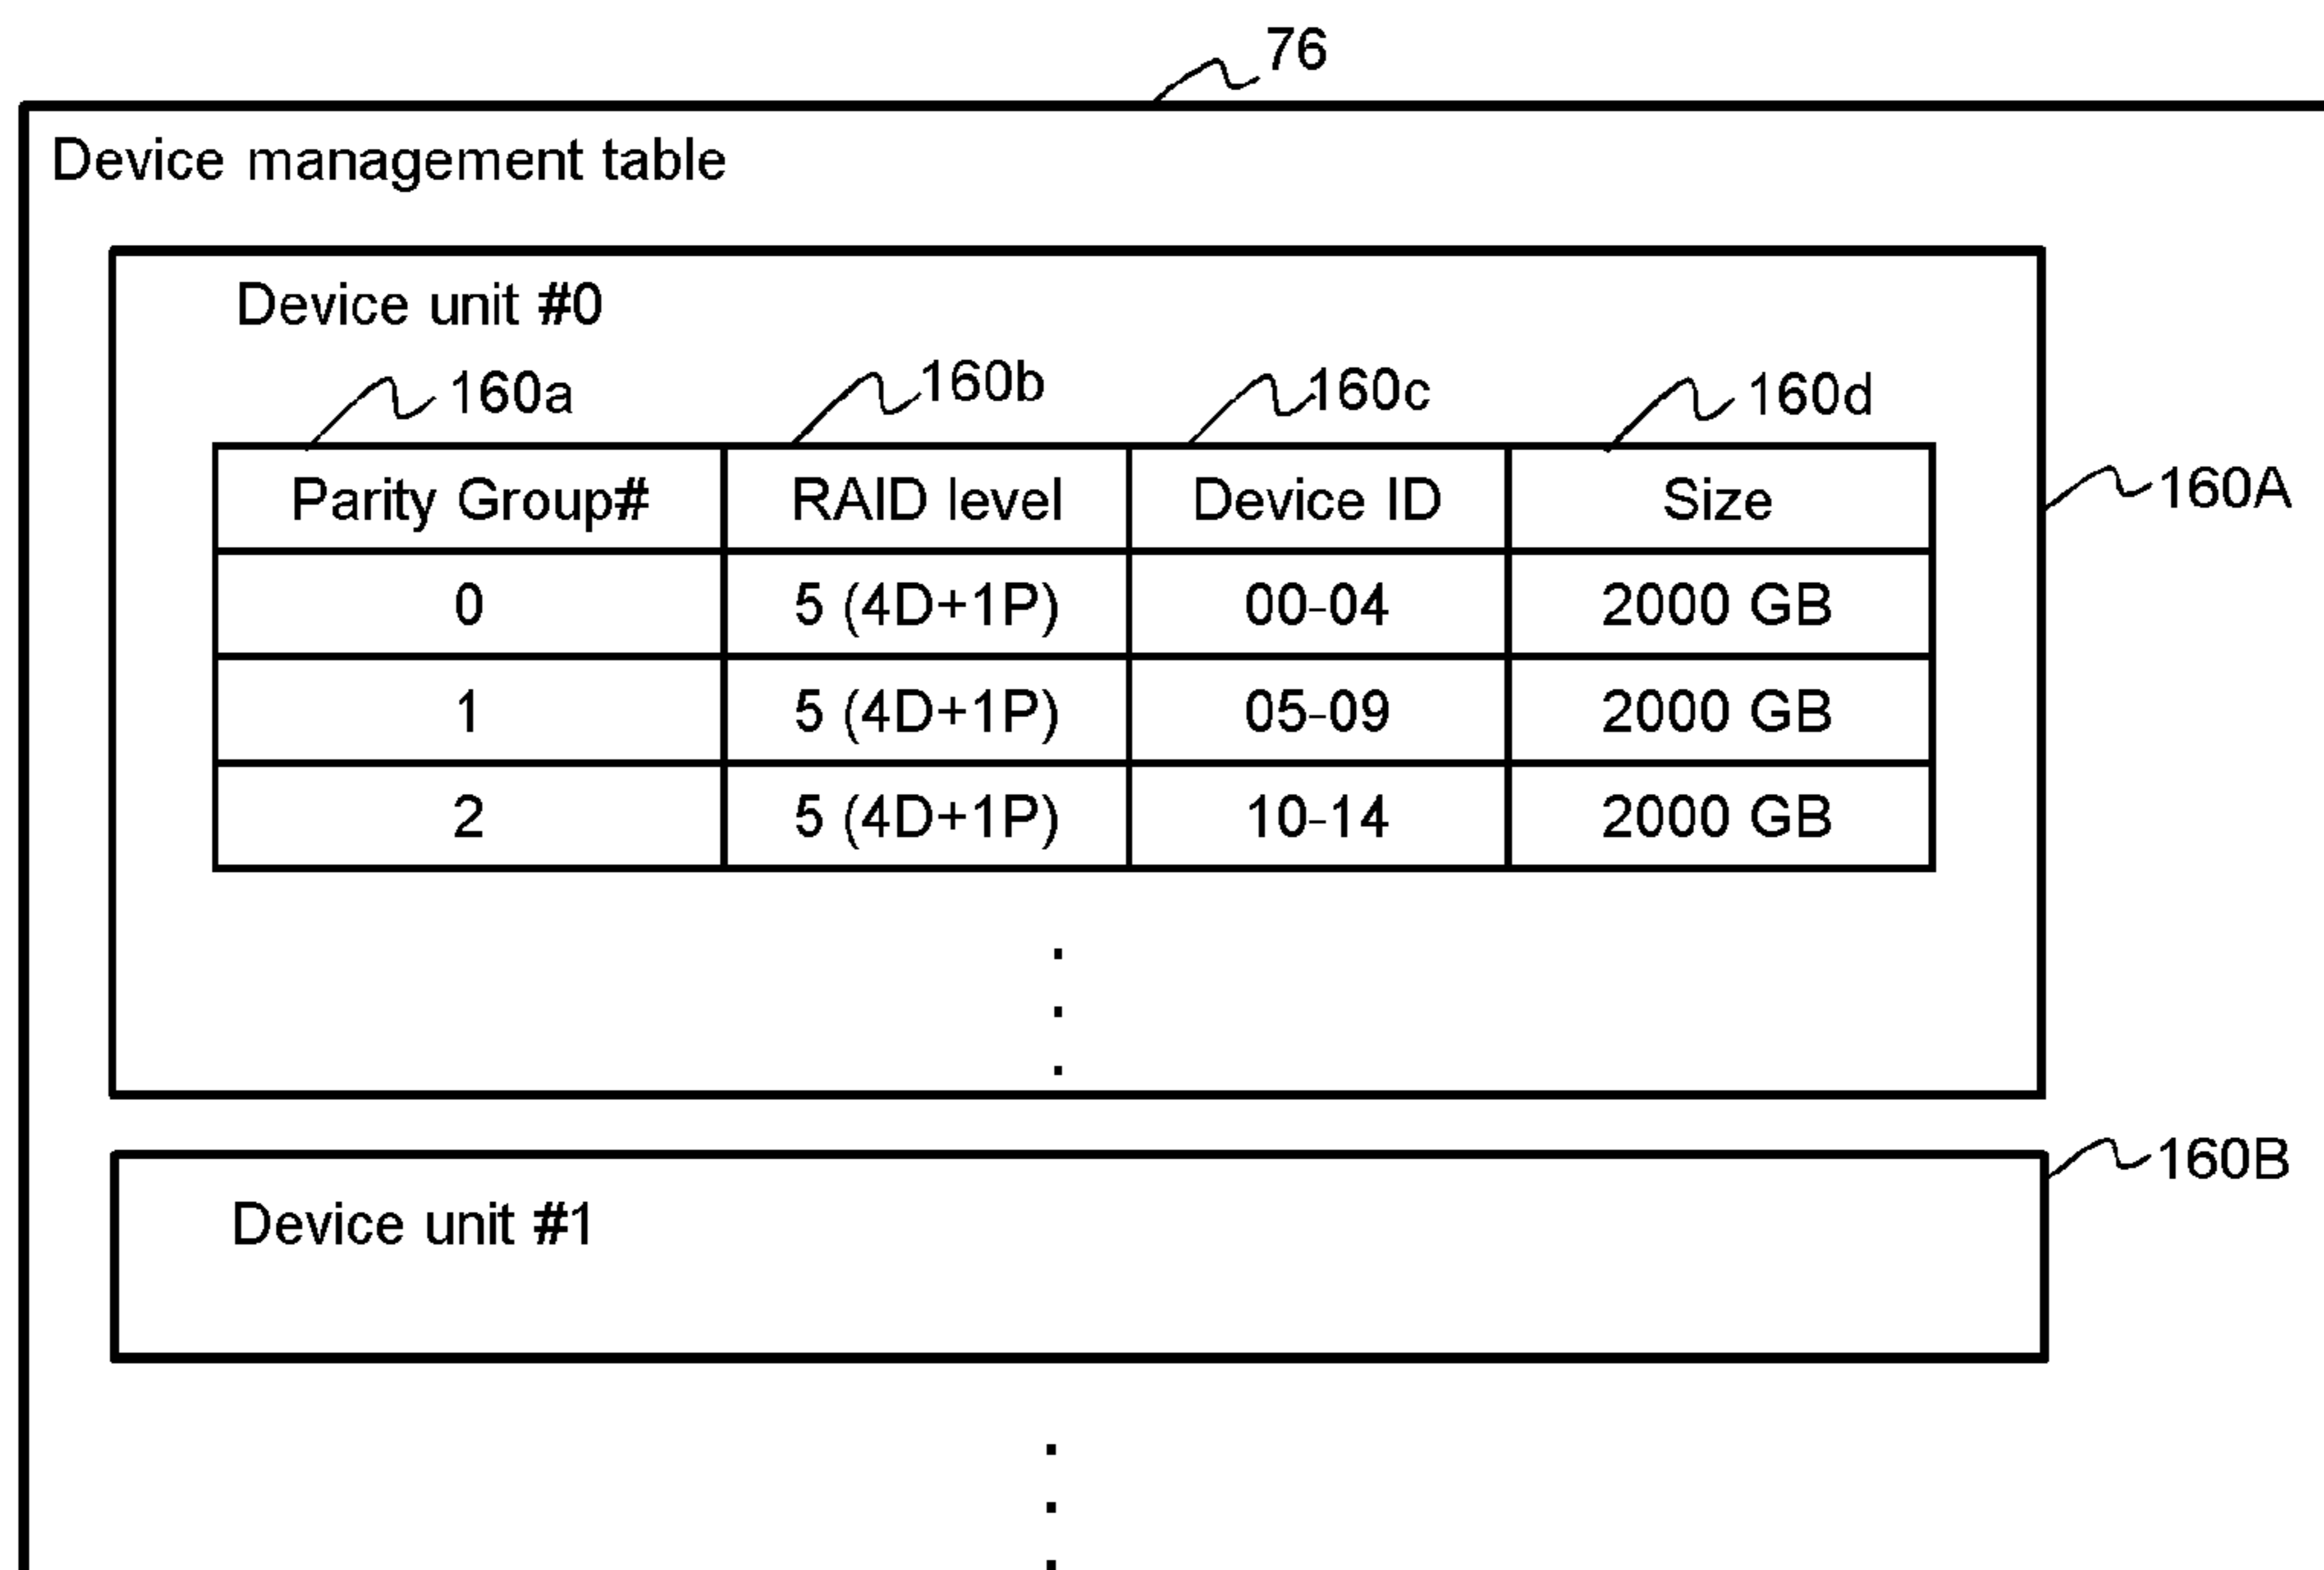 76
Device management table
Device unit #0
160a 160b 160c 160d
160A
Parity Group# RAID level Device ID Size
0 5 (4D+1P) 00-04 2000 GB
1 5 (4D+1P) 05-09 2000 GB
2 5 (4D+1P) 10-14 2000 GB
160B
Device unit #1